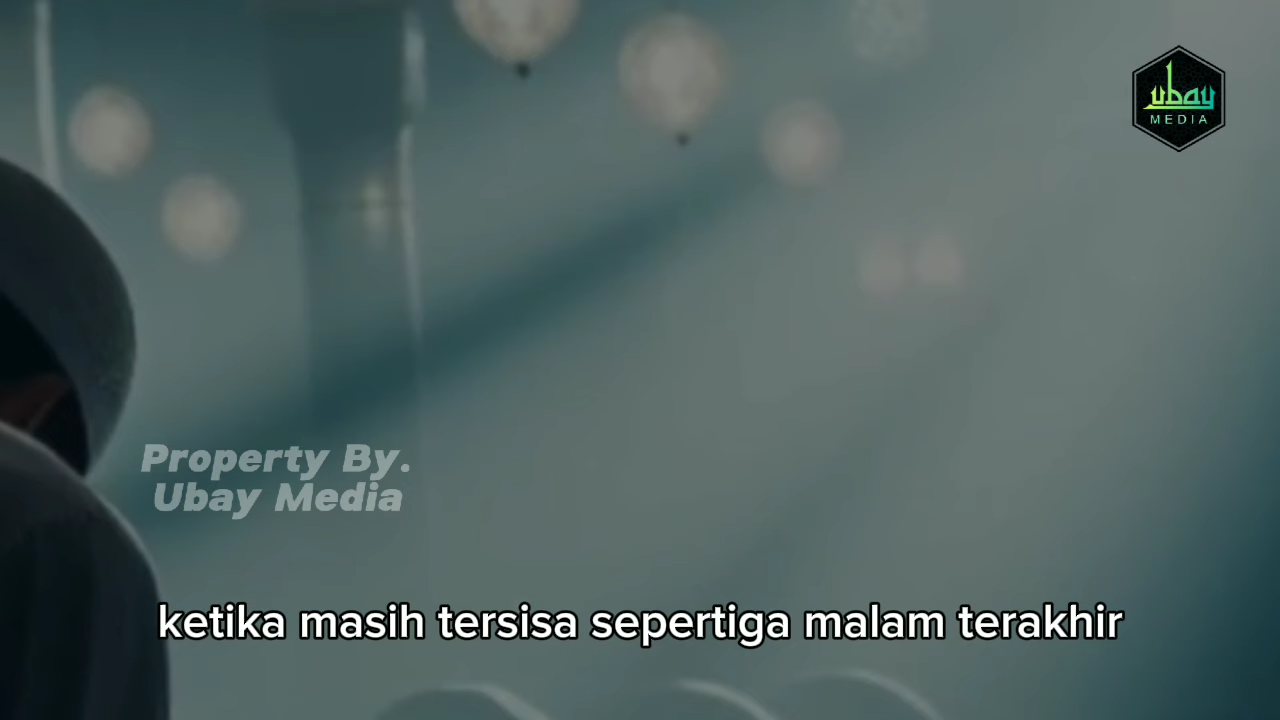 ubay
MEDIA
Property By.
Ubay Media
ketika masih tersisa sepertiga malam terakhir